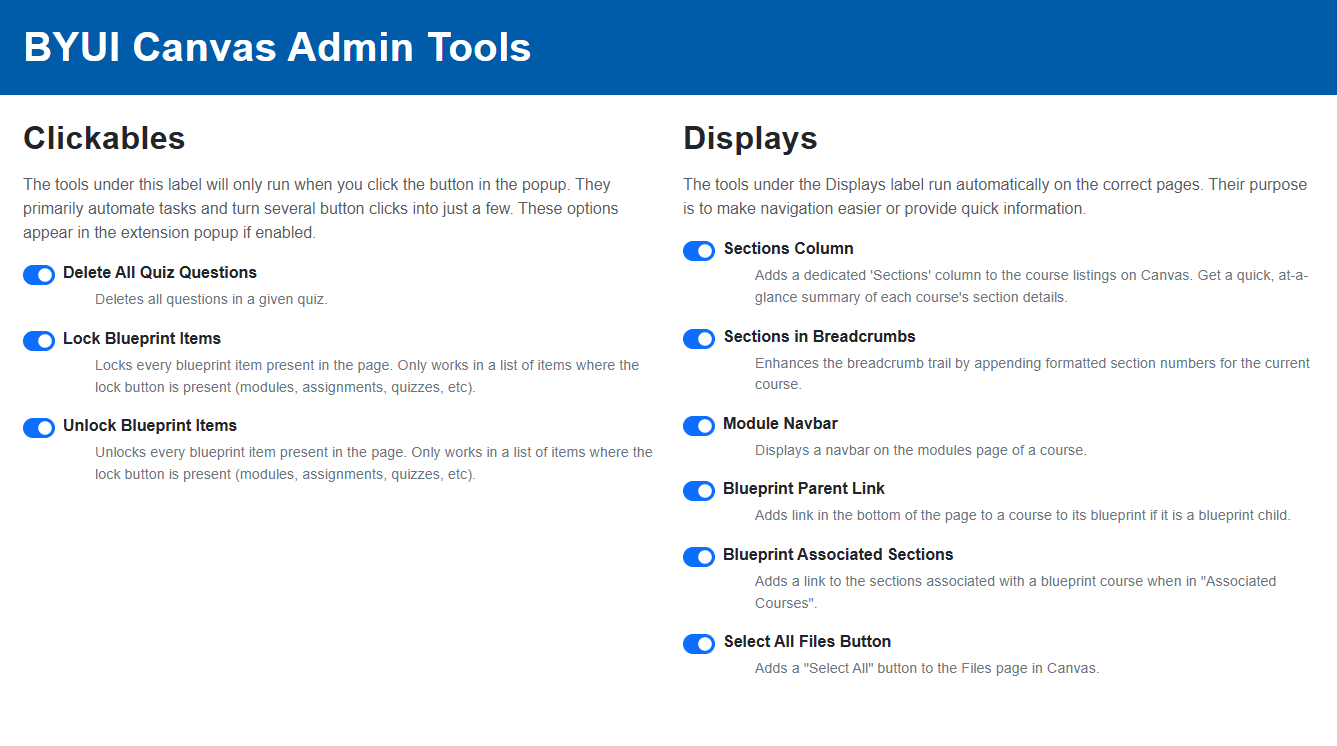 BYUI Canvas Admin Tools
Clickables
The tools under this label will only run when you click the button in the popup. They
primarily automate tasks and turn several button clicks into just a few. These options
appear in the extension popup if enabled.
Delete All Quiz Questions
Deletes all questions in a given quiz.
Lock Blueprint Items
Locks every blueprint item present in the page. Only works in a list of items where the
lock button is present (modules, assignments, quizzes, etc).
Unlock Blueprint Items
Unlocks every blueprint item present in the page. Only works in a list of items where the
lock button is present (modules, assignments, quizzes, etc).
Displays
The tools under the Displays label run automatically on the correct pages. Their purpose
is to make navigation easier or provide quick information.
Sections Column
Adds a dedicated 'Sections' column to the course listings on Canvas. Get a quick, at-a-
glance summary of each course's section details.
Sections in Breadcrumbs
Enhances the breadcrumb trail by appending formatted section numbers for the current
course.
Module Navbar
Displays a navbar on the modules page of a course.
Blueprint Parent Link
Adds link in the bottom of the page to a course to its blueprint if it is a blueprint child.
Blueprint Associated Sections
Adds a link to the sections associated with a blueprint course when in "Associated
Courses".
Select All Files Button
Adds a "Select All" button to the Files page in Canvas.